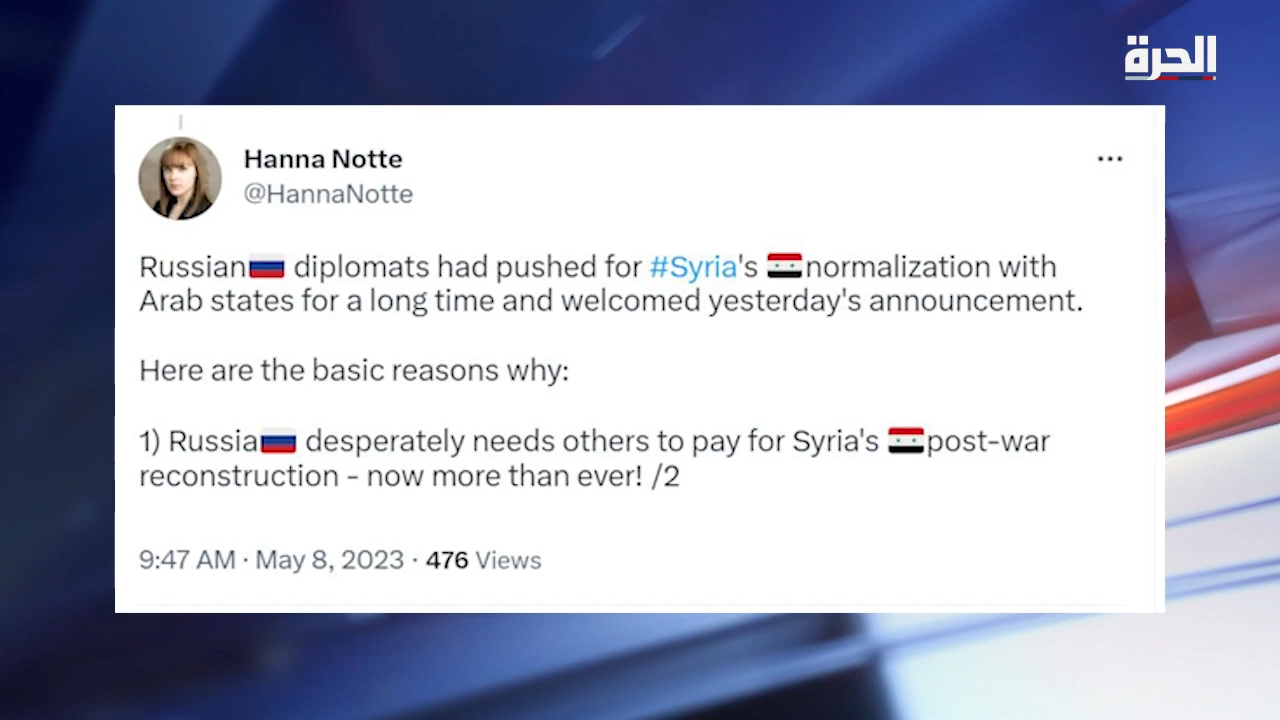 الحرة
Hanna Notte
@HannaNotte
Russian🇷🇺 diplomats had pushed for #Syria's 🇸🇾normalization with
Arab states for a long time and welcomed yesterday's announcement.
Here are the basic reasons why:
1) Russia🇷🇺 desperately needs others to pay for Syria's 🇸🇾post-war
reconstruction - now more than ever! /2
9:47 AM · May 8, 2023 · 476 Views